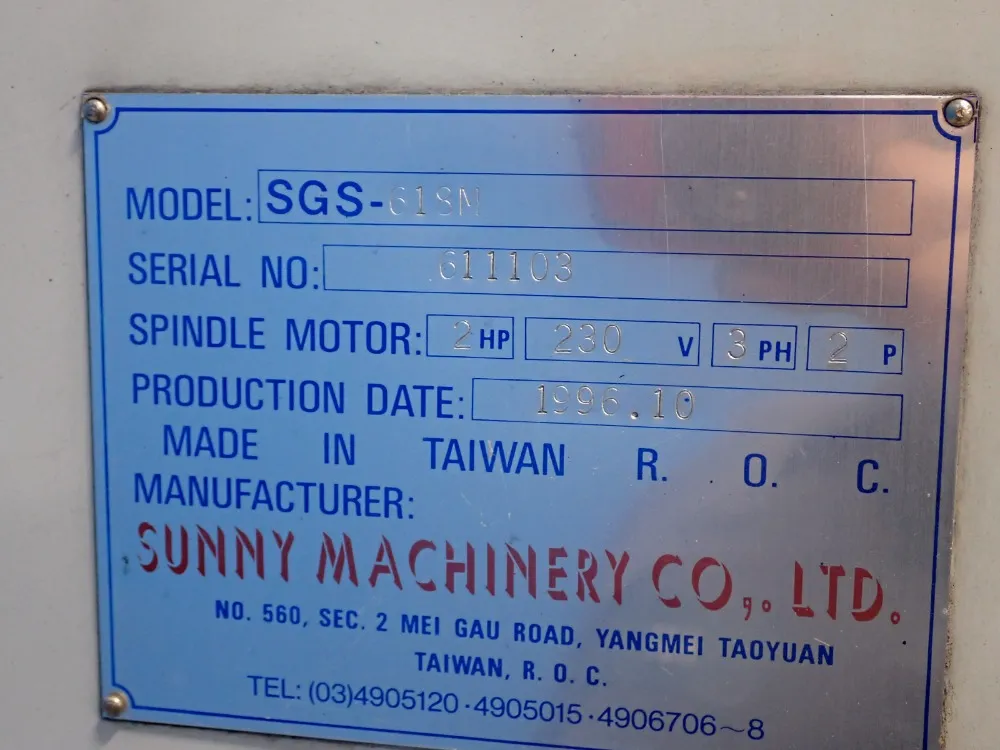 MODEL: SGS-618M
SERIAL NO: 611103
SPINDLE MOTOR: 2 HP 230 V 3 PH 2 P
PRODUCTION DATE: 1996.10
MADE IN TAIWAN R. O. C.
MANUFACTURER:
SUNNY MACHINERY CO,. LTD.
NO. 560, SEC. 2 MEI GAU ROAD, YANGMEI TAOYUAN
TAIWAN, R. O. C.
TEL: (03)4905120·4905015·4906706~8